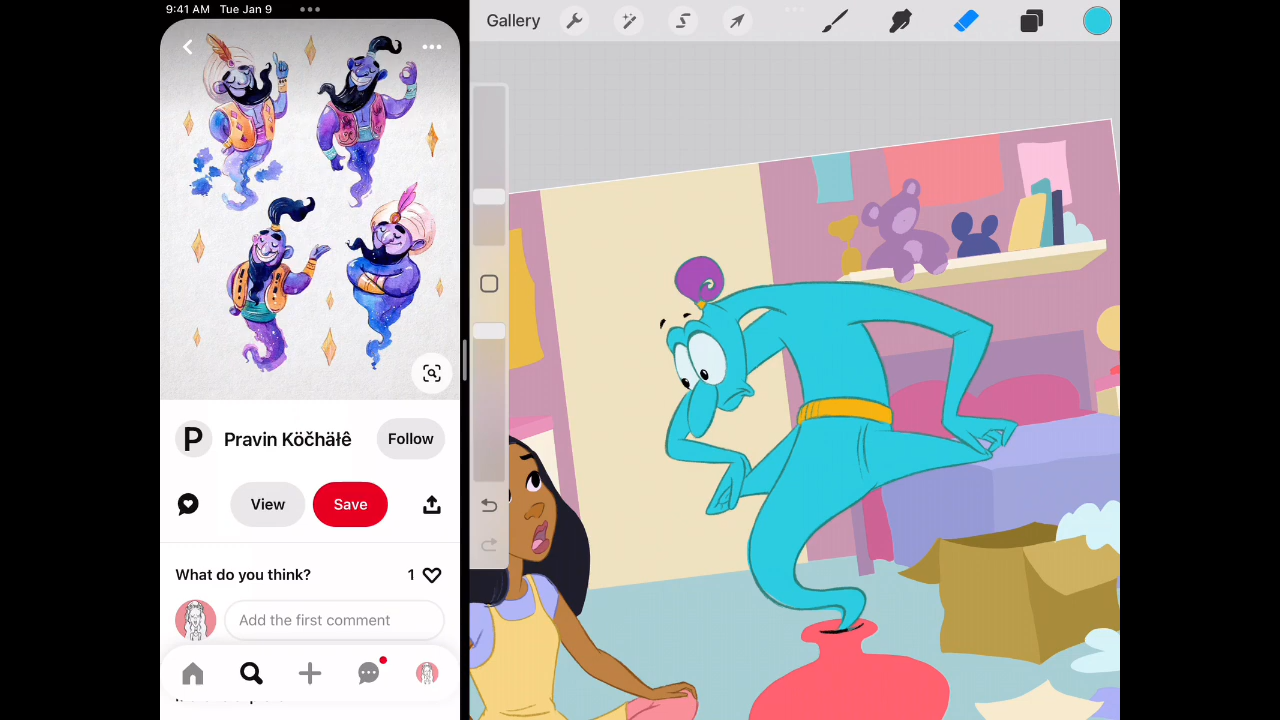 9:41 AM Tue Jan 9
Gallery
P
Pravin Köčhäłê
Follow
View
Save
What do you think?
1
Add the first comment